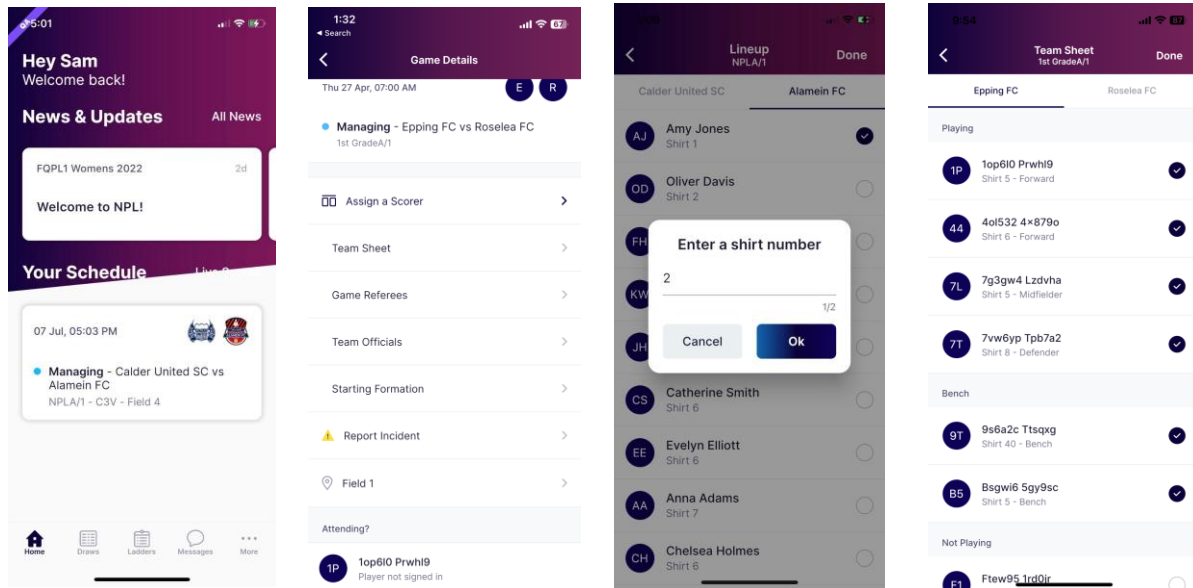 5:01
Hey Sam
Welcome back!
News & Updates
All News
FQPL1 Womens 2022
2d
Welcome to NPL!
Your Schedule
07 Jul, 05:03 PM
Managing - Calder United SC vs
Alamein FC
NPLA/1 - C3V - Field 4
Home
Draws
Ladders
Messages
More
1:32
67
Search
Game Details
Thu 27 Apr, 07:00 AM
E
R
Managing - Epping FC vs Roselea FC
1st GradeA/1
Assign a Scorer
Team Sheet
Game Referees
Team Officials
Starting Formation
Report Incident
Field 1
Attending?
1P
1op6l0 Prwhl9
Player not signed in
Lineup
NPLA/1
Done
Calder United SC
Alamein FC
AJ
Amy Jones
Shirt 1
OD
Oliver Davis
Shirt 2
FH
Enter a shirt number
2
KW
1/2
Cancel
Ok
JH
CS
Catherine Smith
Shirt 6
EE
Evelyn Elliott
Shirt 6
AA
Anna Adams
Shirt 7
CH
Chelsea Holmes
Shirt 6
9:54
87
Team Sheet
1st GradeA/1
Done
Epping FC
Roselea FC
Playing
1P
1op6l0 Prwhl9
Shirt 5 - Forward
44
4ol532 4×879o
Shirt 6 - Forward
7L
7g3gw4 Lzdvha
Shirt 5 - Midfielder
7T
7vw6yp Tpb7a2
Shirt 8 - Defender
Bench
9T
9s6a2c Ttsqxg
Shirt 40 - Bench
B5
Bsgwi6 5gy9sc
Shirt 5 - Bench
Not Playing
F1
Ftew95 1rd0jr